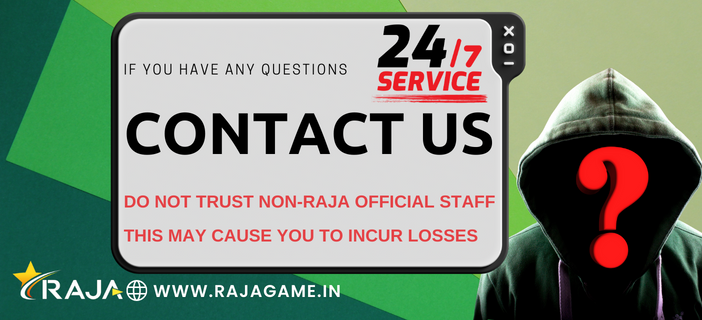 24/7
SERVICE
IF YOU HAVE ANY QUESTIONS
CONTACT US
DO NOT TRUST NON-RAJA OFFICIAL STAFF
THIS MAY CAUSE YOU TO INCUR LOSSES
?
RAJA WWW.RAJAGAME.IN